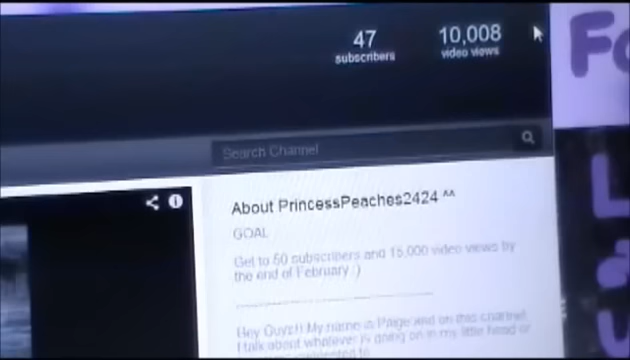 47
subscribers
10,008
video views
Fo
Search Channel
About PrincessPeaches2424 ^^
GOAL
Get to 50 subscribers and 15,000 video views by
the end of February :)
Hey Guys!! My name is Paige and on this channel
I talk about whatever is going on in my little head or